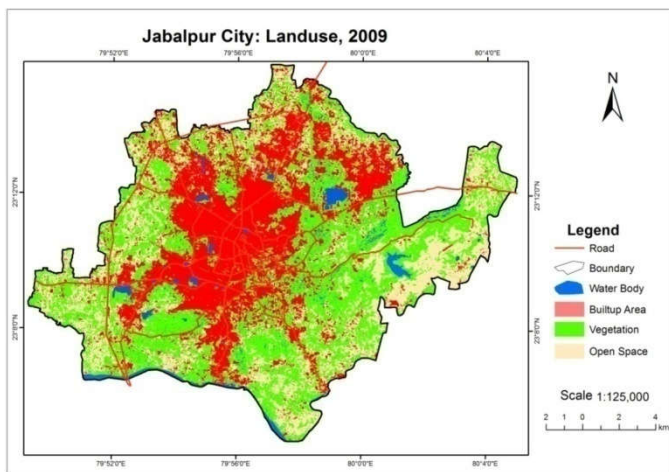 Jabalpur City: Landuse, 2009
79°52'0"E 79°56'0"E 80°0'0"E 80°4'0"E
N
23°12'0"N 23°12'0"N
Legend
Road
Boundary
Water Body
Builtup Area
Vegetation
Open Space
23°8'0"N 23°8'0"N
Scale 1:125,000
2 1 0 2 4
km
79°52'0"E 79°56'0"E 80°0'0"E 80°4'0"E